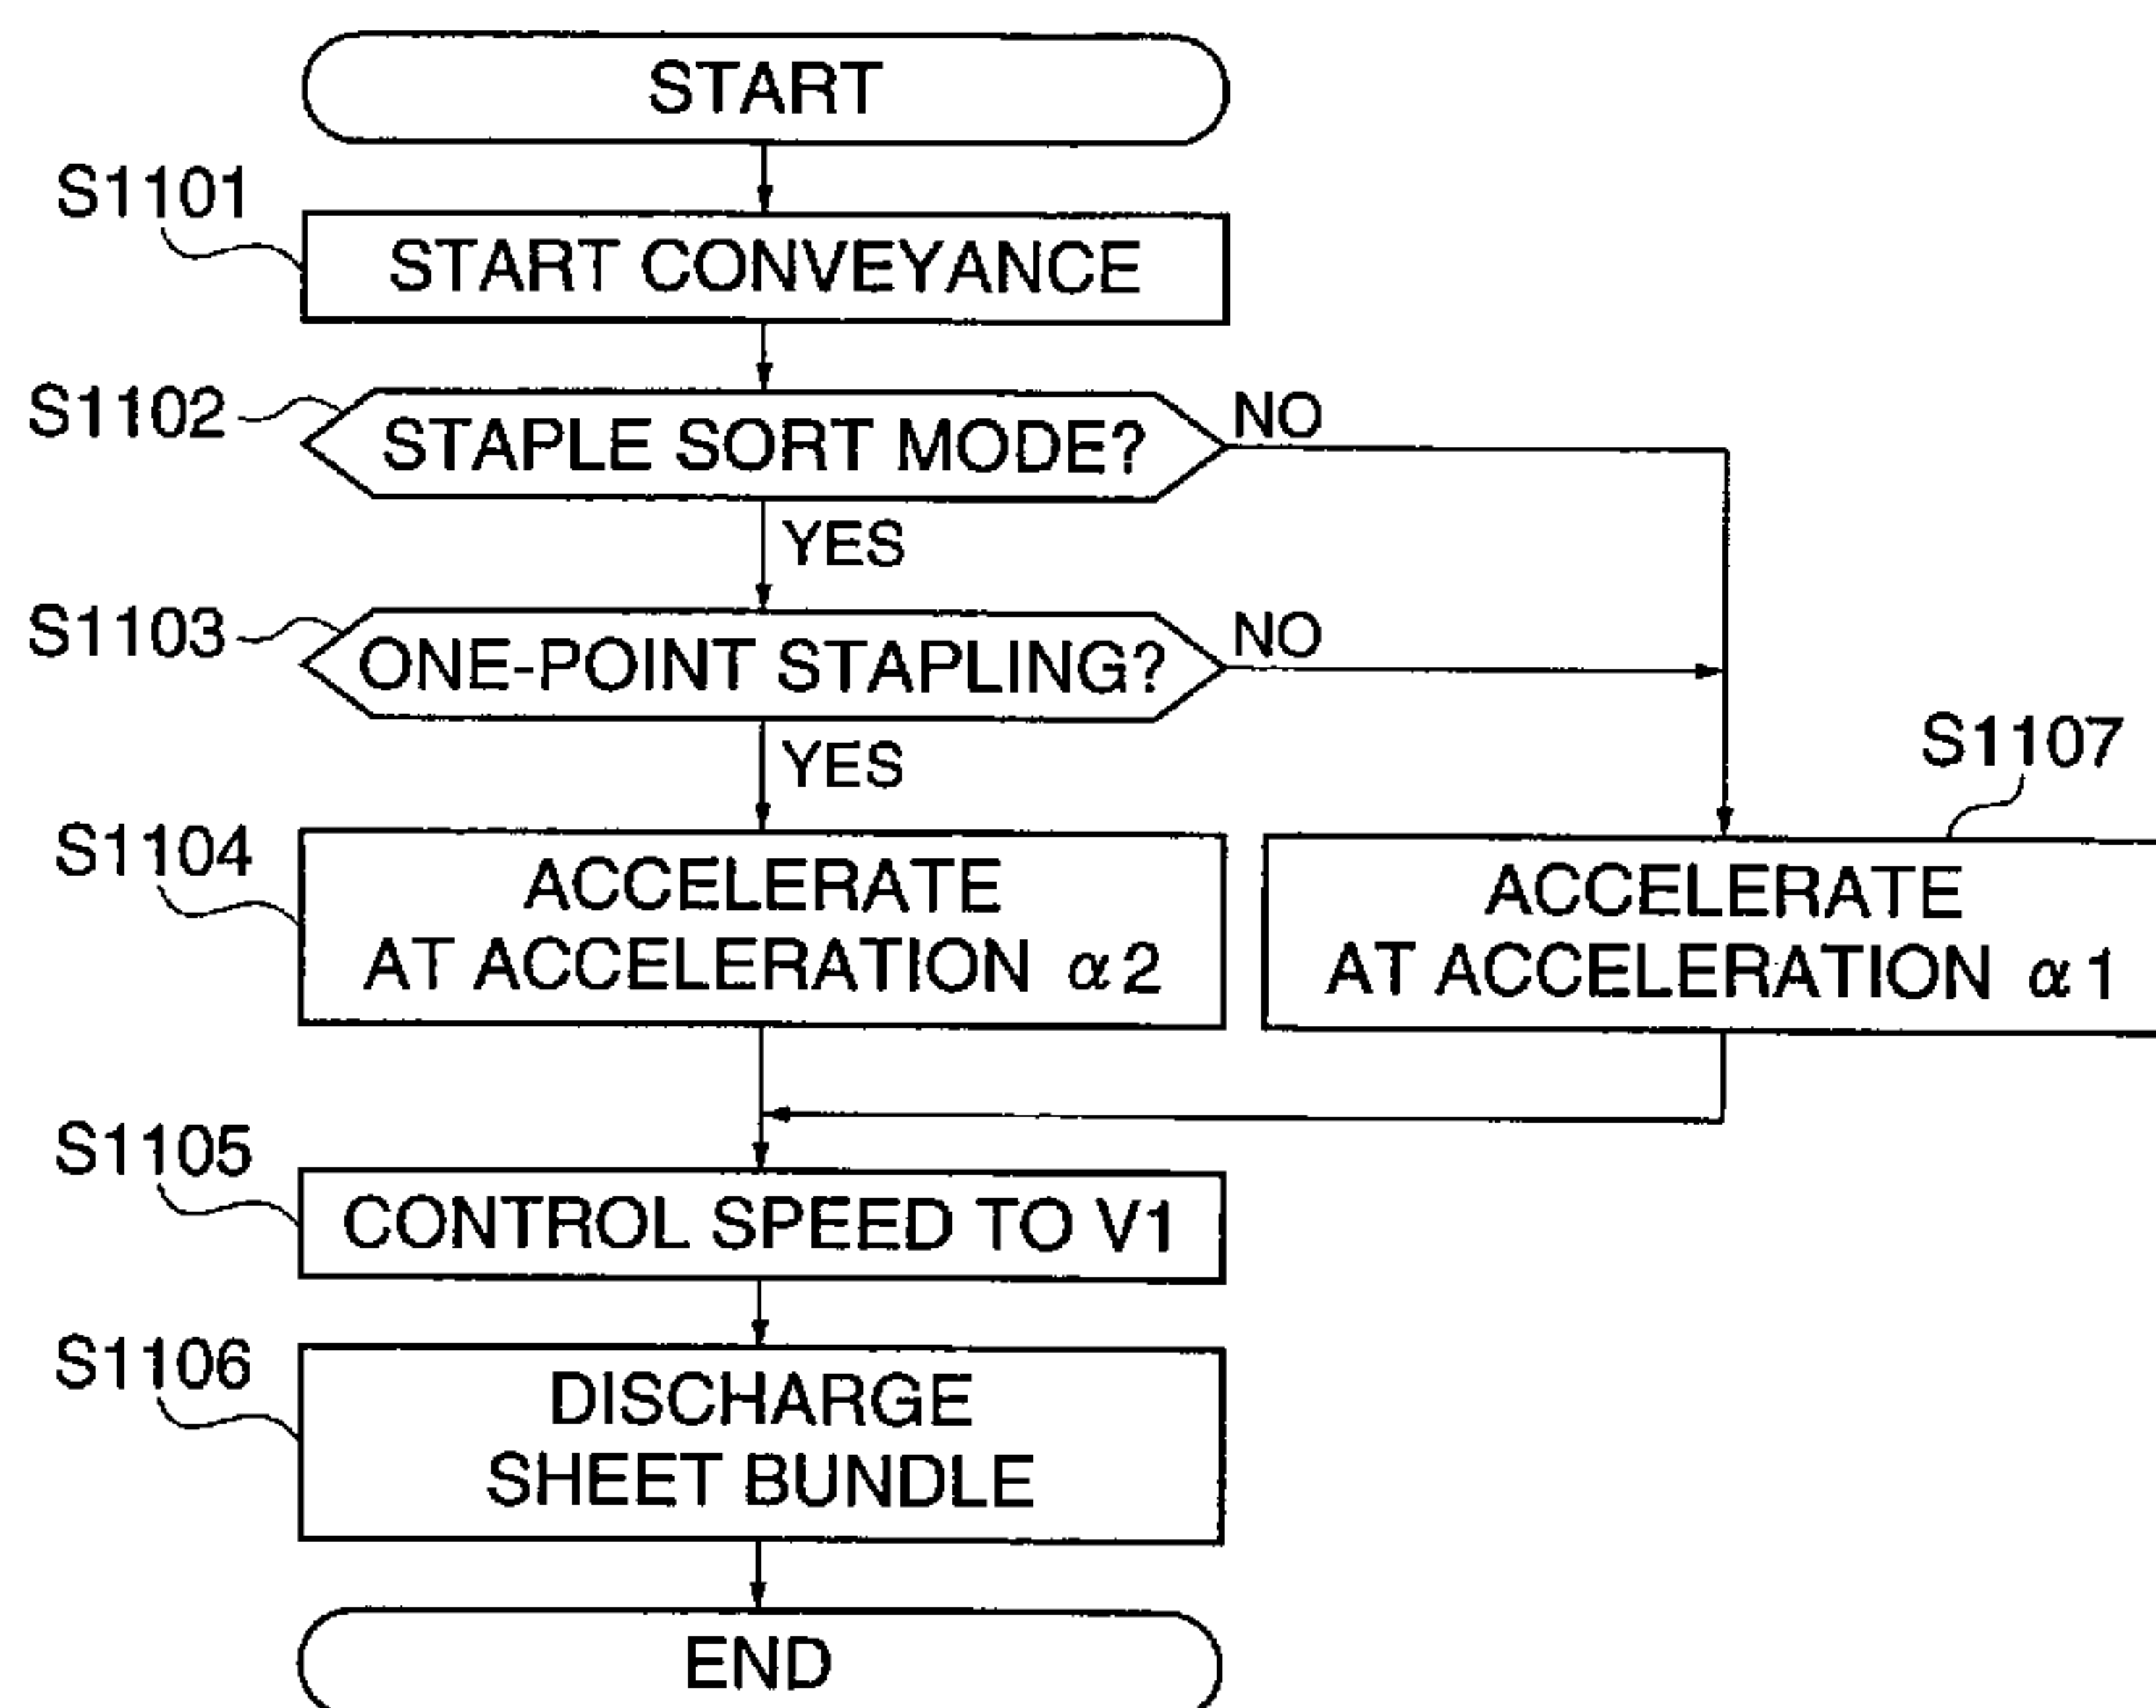 START
S1101
START CONVEYANCE
S1102
STAPLE SORT MODE?
NO
YES
S1103
ONE-POINT STAPLING?
NO
YES
S1107
S1104
ACCELERATE
AT ACCELERATION α2
ACCELERATE
AT ACCELERATION α1
S1105
CONTROL SPEED TO V1
S1106
DISCHARGE
SHEET BUNDLE
END